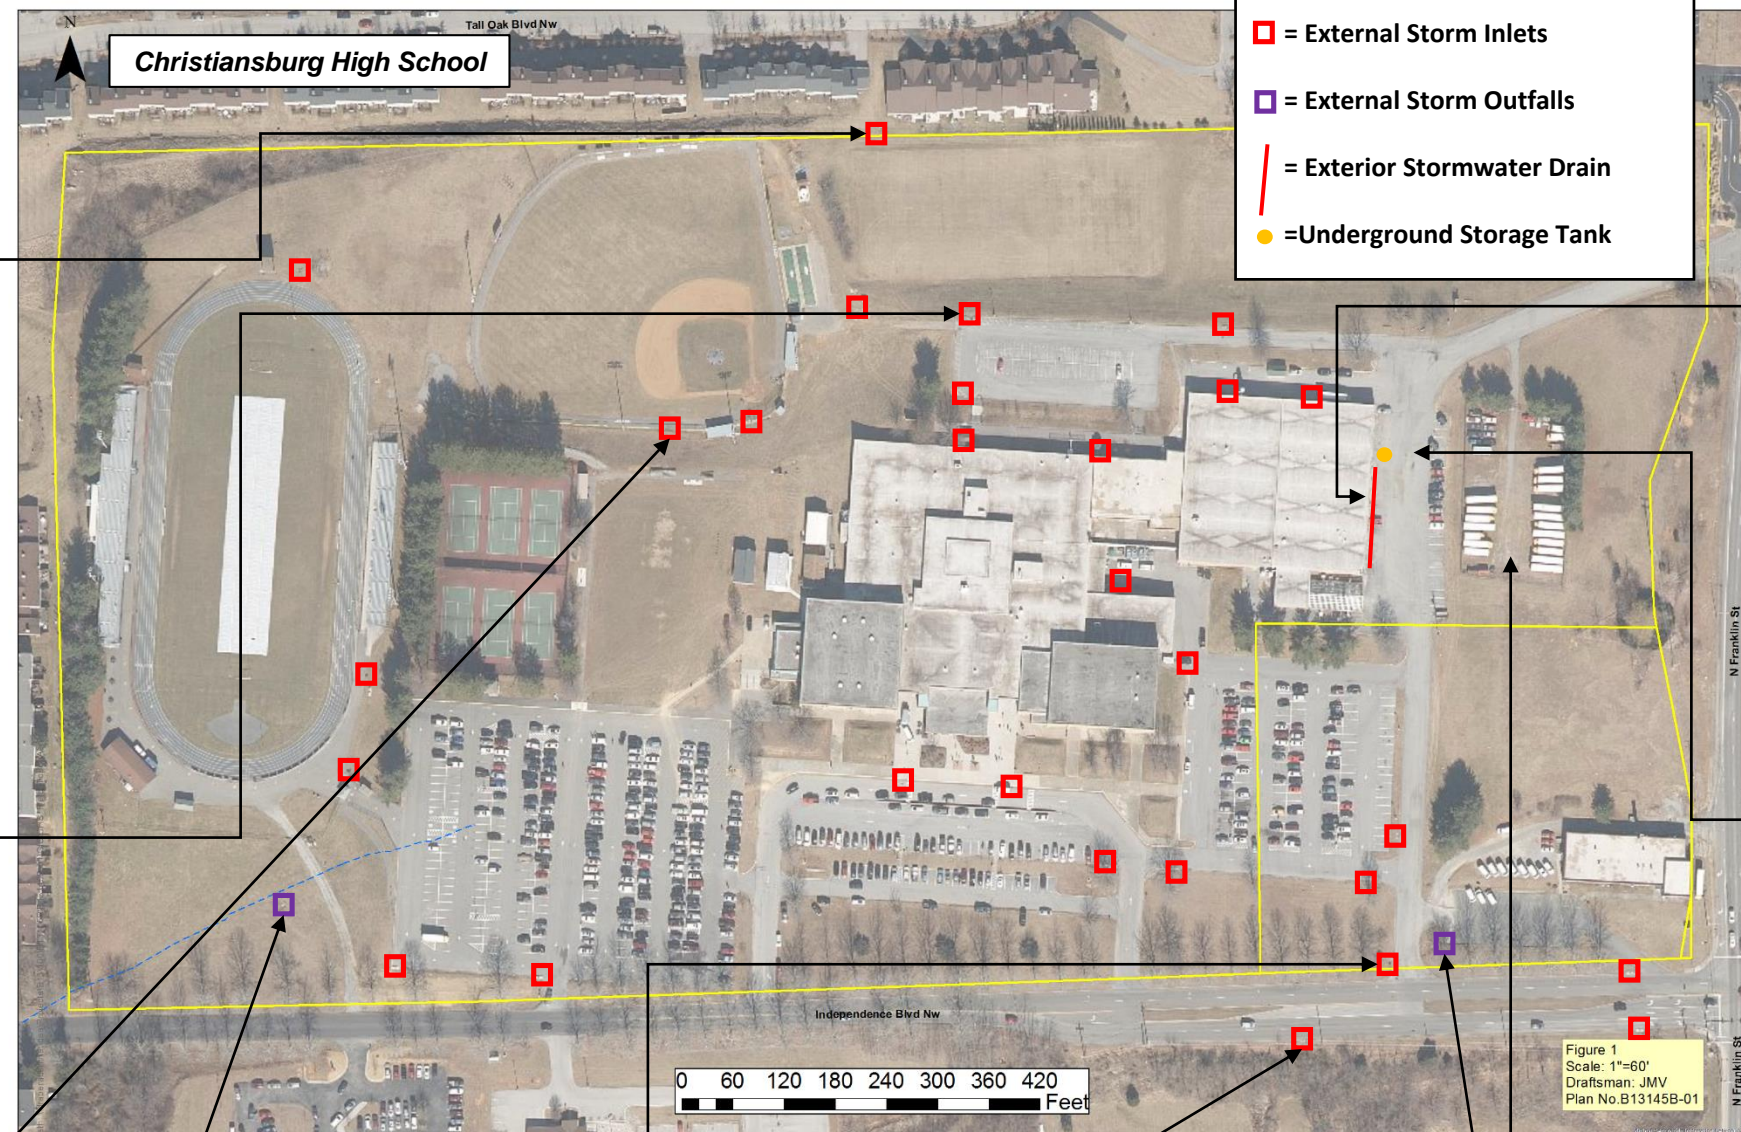 Tall Oak Blvd Nw
N
Christiansburg High School
= External Storm Inlets
= External Storm Outfalls
= Exterior Stormwater Drain
=Underground Storage Tank
N Franklin St
Independence Blvd Nw
0 60 120 180 240 300 360 420
Feet
Figure 1
Scale: 1"=60'
Draftsman: JMV
Plan No.B13145B-01
N Franklin St